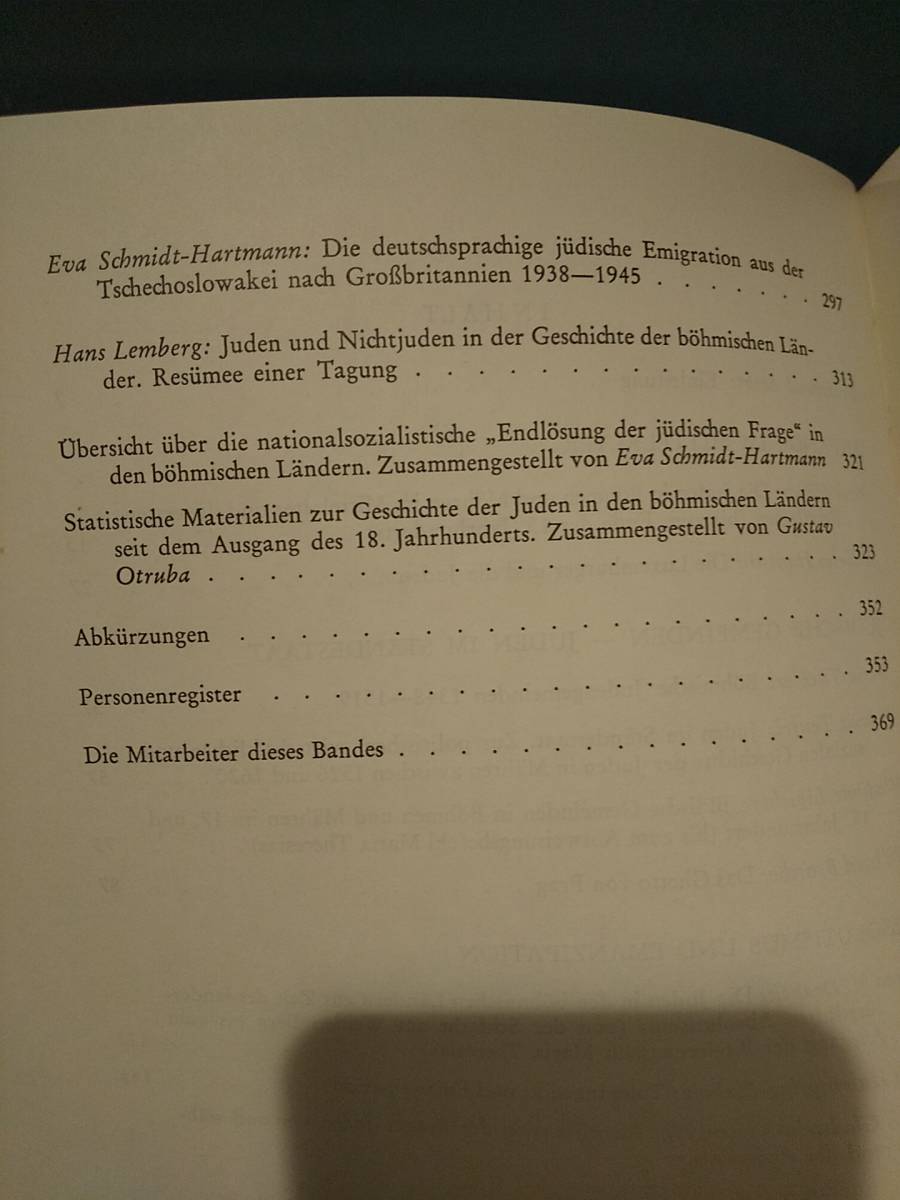 Eva Schmidt-Hartmann: Die deutschsprachige jüdische Emigration aus der
Tschechoslowakei nach Großbritannien 1938—1945 . . . . . . . 297
Hans Lemberg: Juden und Nichtjuden in der Geschichte der böhmischen Län-
der. Resümee einer Tagung . . . . . . . . . . . . . . 313
Übersicht über die nationalsozialistische „Endlösung der jüdischen Frage“ in
den böhmischen Ländern. Zusammengestellt von Eva Schmidt-Hartmann 321
Statistische Materialien zur Geschichte der Juden in den böhmischen Ländern
seit dem Ausgang des 18. Jahrhunderts. Zusammengestellt von Gustav
Otruba . . . . . . . . . . . . . . . . . . . . . 323
Abkürzungen . . . . . . . . . . . . . . . . . . . . 352
Personenregister . . . . . . . . . . . . . . . . . . . 353
Die Mitarbeiter dieses Bandes . . . . . . . . . . . . . . . 369